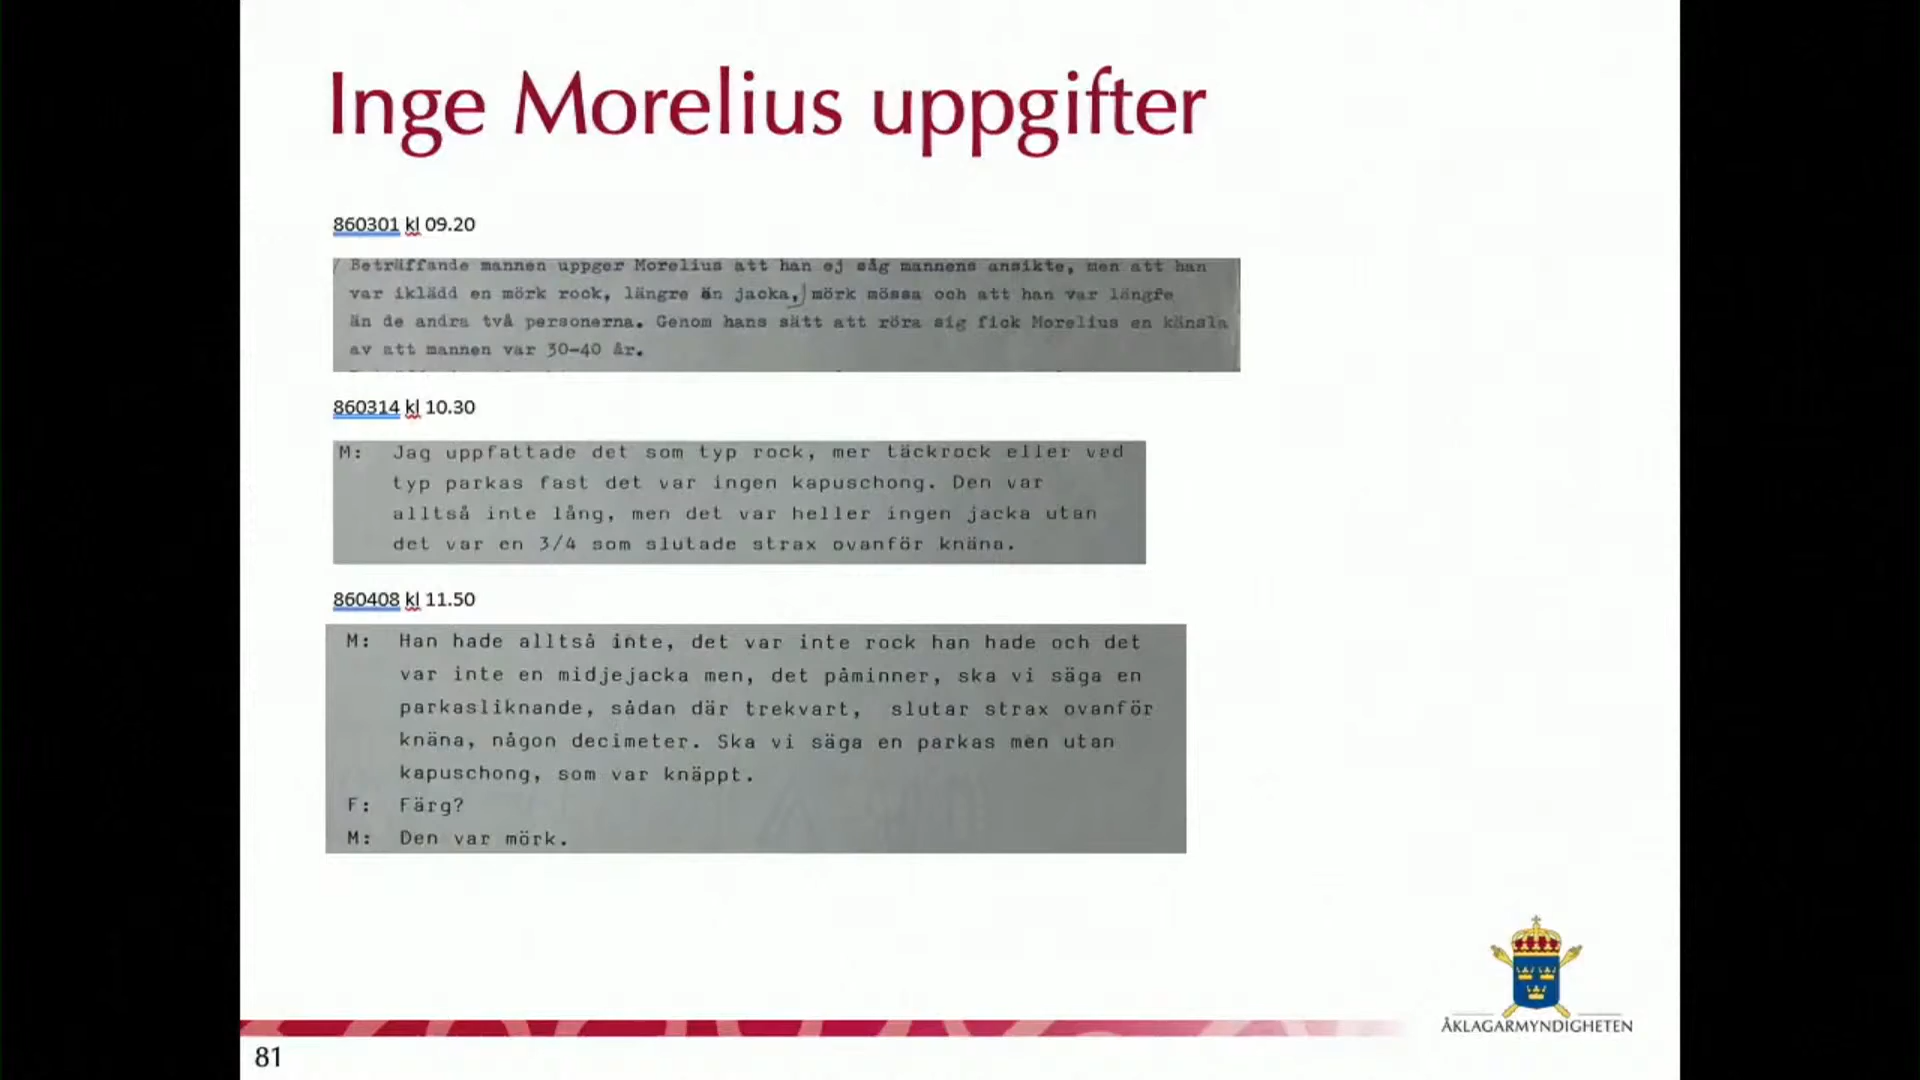 Inge Morelius uppgifter
860301 kl 09.20
Beträffande mannen uppger Morelius att han ej såg mannens ansikte, men att han
var iklädd en mörk rock, längre än jacka, mörk mössa och att han var längre
än de andra två personerna. Genom hans sätt att röra sig fick Morelius en känsla
av att mannen var 30-40 år.
860314 kl 10.30
M: Jag uppfattade det som typ rock, mer täckrock eller ved
typ parkas fast det var ingen kapuschong. Den var
alltså inte lång, men det var heller ingen jacka utan
det var en 3/4 som slutade strax ovanför knäna.
860408 kl 11.50
M: Han hade alltså inte, det var inte rock han hade och det
var inte en midjejacka men, det påminner, ska vi säga en
parkasliknande, sådan där trekvart, slutar strax ovanför
knäna, någon decimeter. Ska vi säga en parkas men utan
kapuschong, som var knäppt.
F: Färg?
M: Den var mörk.
ÅKLAGARMYNDIGHETEN
81